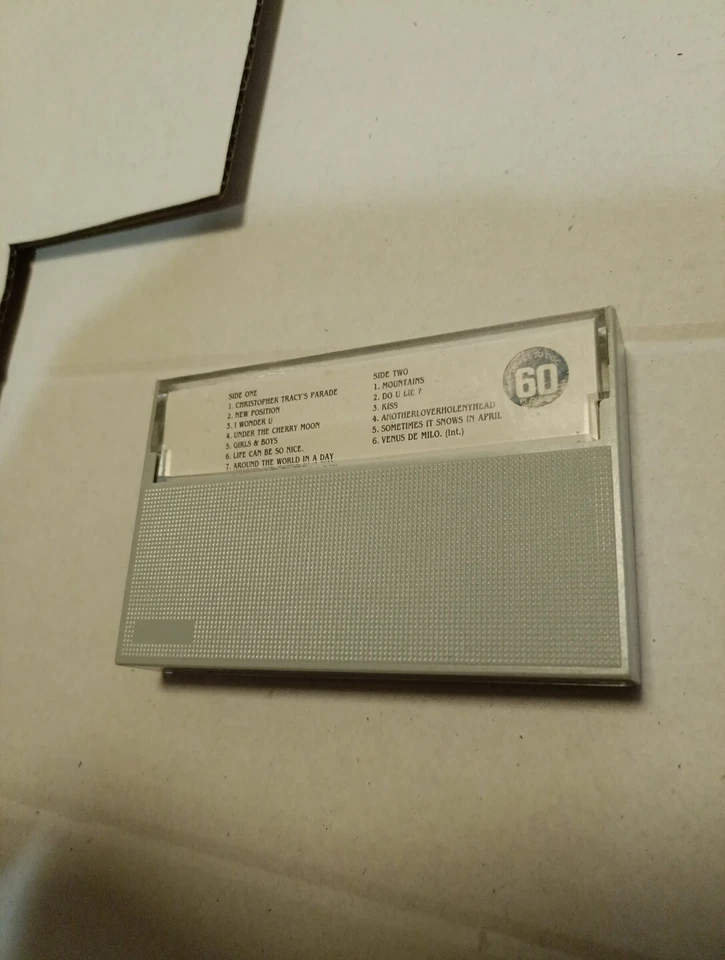 SIDE ONE
1. CHRISTOPHER TRACY'S PARADE
2. NEW POSITION
3. I WONDER U
4. UNDER THE CHERRY MOON
5. GIRLS & BOYS
6. LIFE CAN BE SO NICE.
7. AROUND THE WORLD IN A DAY
SIDE TWO
1. MOUNTAINS
2. DO U LIE ?
3. KISS
4. ANOTHERLOVERHOLENYHEAD
5. SOMETIMES IT SNOWS IN APRIL
6. VENUS DE MILO. (Int.)
60